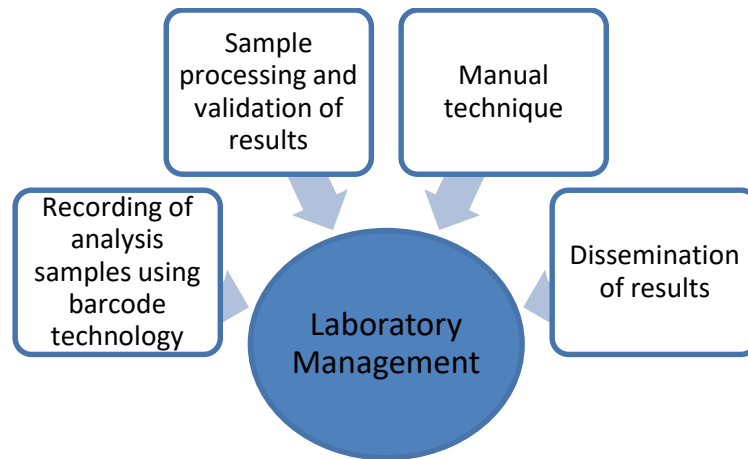 Sample
processing and
validation of
results
Manual
technique
Recording of
analysis
samples using
barcode
technology
Dissemination
of results
Laboratory
Management